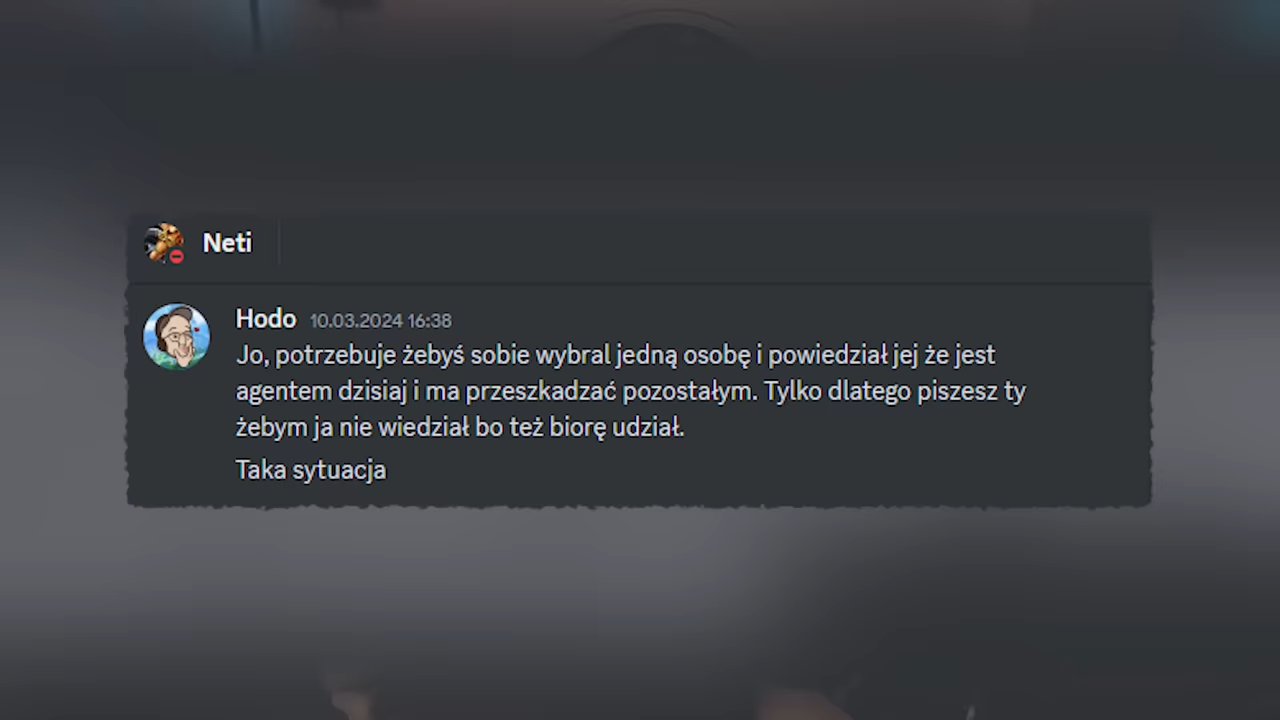 Neti
Hodo 10.03.2024 16:38
Jo, potrzebuje żebyś sobie wybral jedną osobę i powiedział jej że jest
agentem dzisiaj i ma przeszkadzać pozostałym. Tylko dlatego piszesz ty
żebym ja nie wiedział bo też biorę udział.
Taka sytuacja